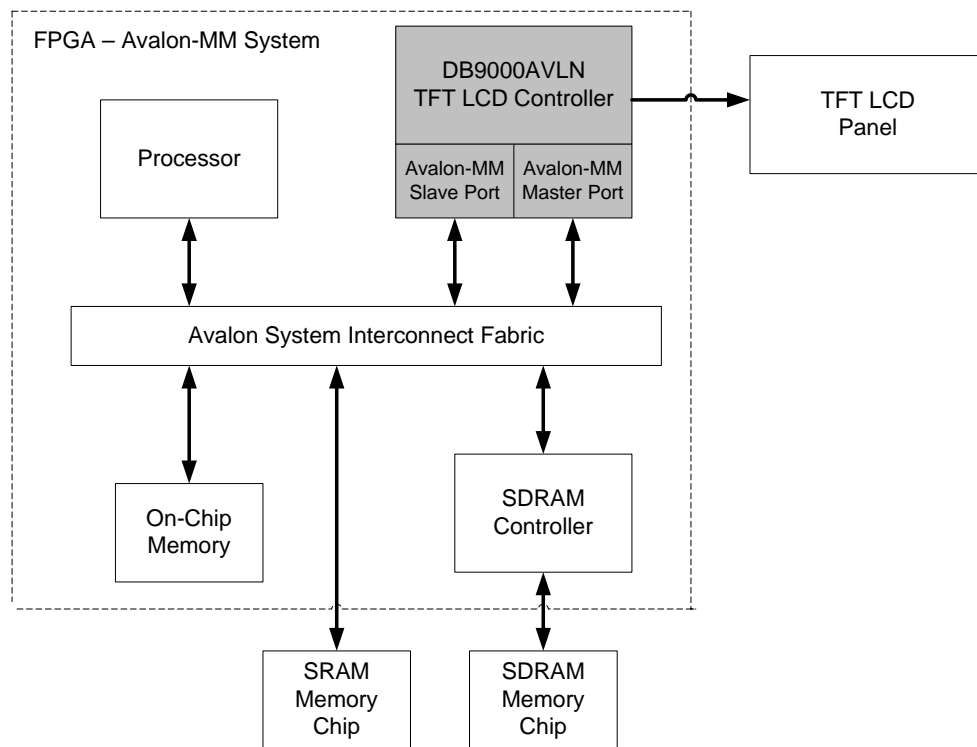 FPGA – Avalon-MM System
DB9000AVLN
TFT LCD Controller
TFT LCD
Panel
Processor
Avalon-MM
Slave Port
Avalon-MM
Master Port
Avalon System Interconnect Fabric
On-Chip
Memory
SDRAM
Controller
SRAM
Memory
Chip
SDRAM
Memory
Chip